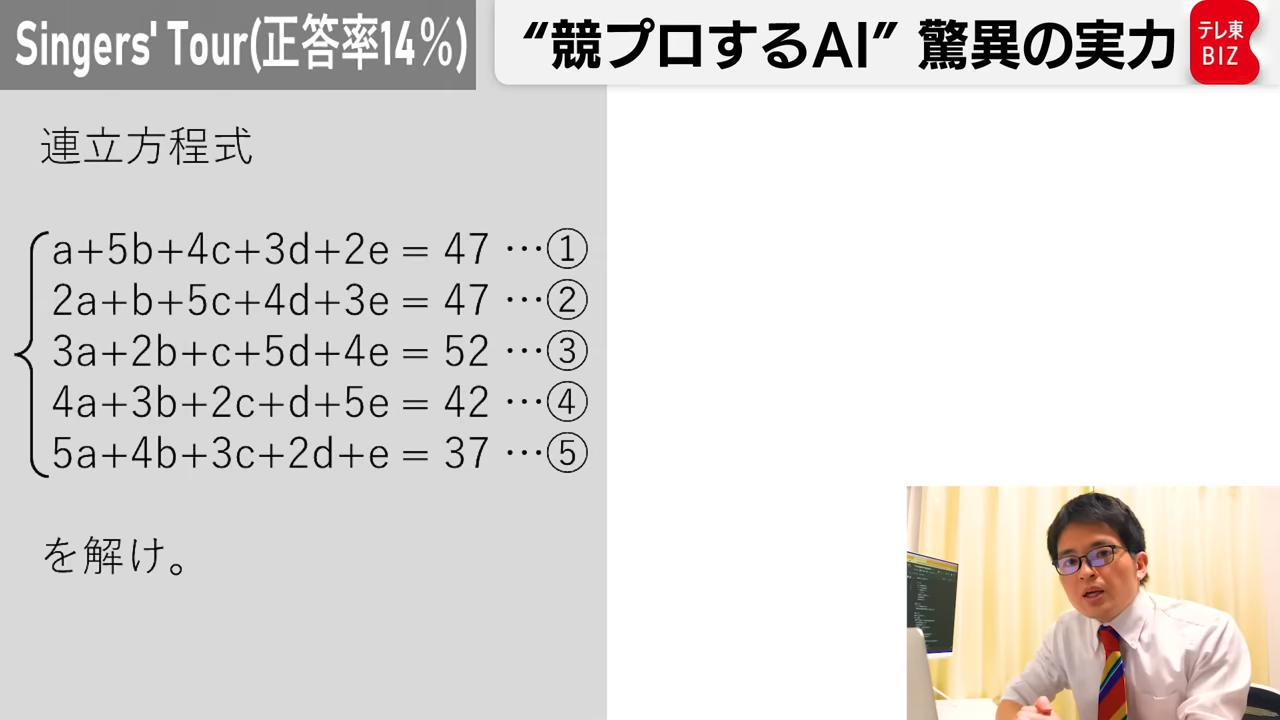 Singers' Tour(正答率14%)
“競プロするAI” 驚異の実力
テレ東
BIZ
連立方程式
a+5b+4c+3d+2e = 47 …①
2a+b+5c+4d+3e = 47 …②
3a+2b+c+5d+4e = 52 …③
4a+3b+2c+d+5e = 42 …④
5a+4b+3c+2d+e = 37 …⑤
を解け。